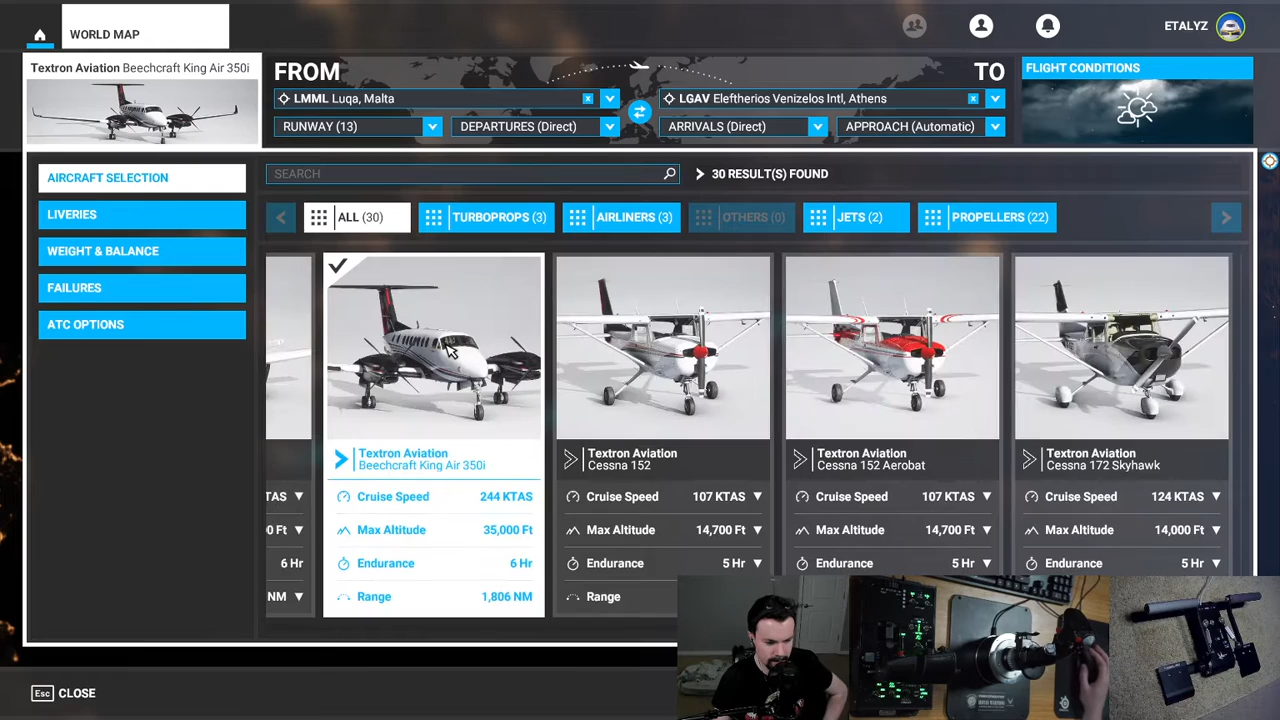 WORLD MAP
ETALYZ
Textron Aviation Beechcraft King Air 350i
FROM
TO
LMML Luqa, Malta
x
LGAV Eleftherios Venizelos Intl, Athens
x
RUNWAY (13)
DEPARTURES (Direct)
ARRIVALS (Direct)
APPROACH (Automatic)
FLIGHT CONDITIONS
AIRCRAFT SELECTION
LIVERIES
WEIGHT & BALANCE
FAILURES
ATC OPTIONS
SEARCH
30 RESULT(S) FOUND
ALL (30)
TURBOPROPS (3)
AIRLINERS (3)
OTHERS (0)
JETS (2)
PROPELLERS (22)
TAS
0 Ft
6 Hr
NM
Textron Aviation
Beechcraft King Air 350i
Cruise Speed 244 KTAS
Max Altitude 35,000 Ft
Endurance 6 Hr
Range 1,806 NM
Textron Aviation
Cessna 152
Cruise Speed 107 KTAS
Max Altitude 14,700 Ft
Endurance 5 Hr
Range
Textron Aviation
Cessna 152 Aerobat
Cruise Speed 107 KTAS
Max Altitude 14,700 Ft
Endurance 5 Hr
Textron Aviation
Cessna 172 Skyhawk
Cruise Speed 124 KTAS
Max Altitude 14,000 Ft
Endurance 5 Hr
Esc CLOSE